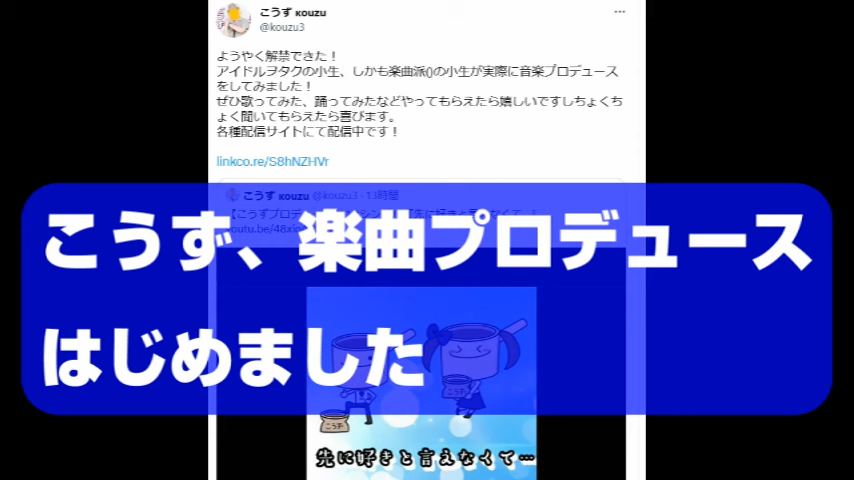 こうず kouzu
@kouzu3
ようやく解禁できた！
アイドルヲタクの小生、しかも楽曲派()の小生が実際に音楽プロデュース
をしてみました！
ぜひ歌ってみた、踊ってみたなどやってもらえたら嬉しいですしちょくち
ょく聞いてもらえたら喜びます。
各種配信サイトにて配信中です！
linkco.re/S8hNZHVr
こうず kouzu @kouzu3 · 13時間
こうず、楽曲プロデュース
はじめました
こうず
こうず
先に好きと言えなくて…